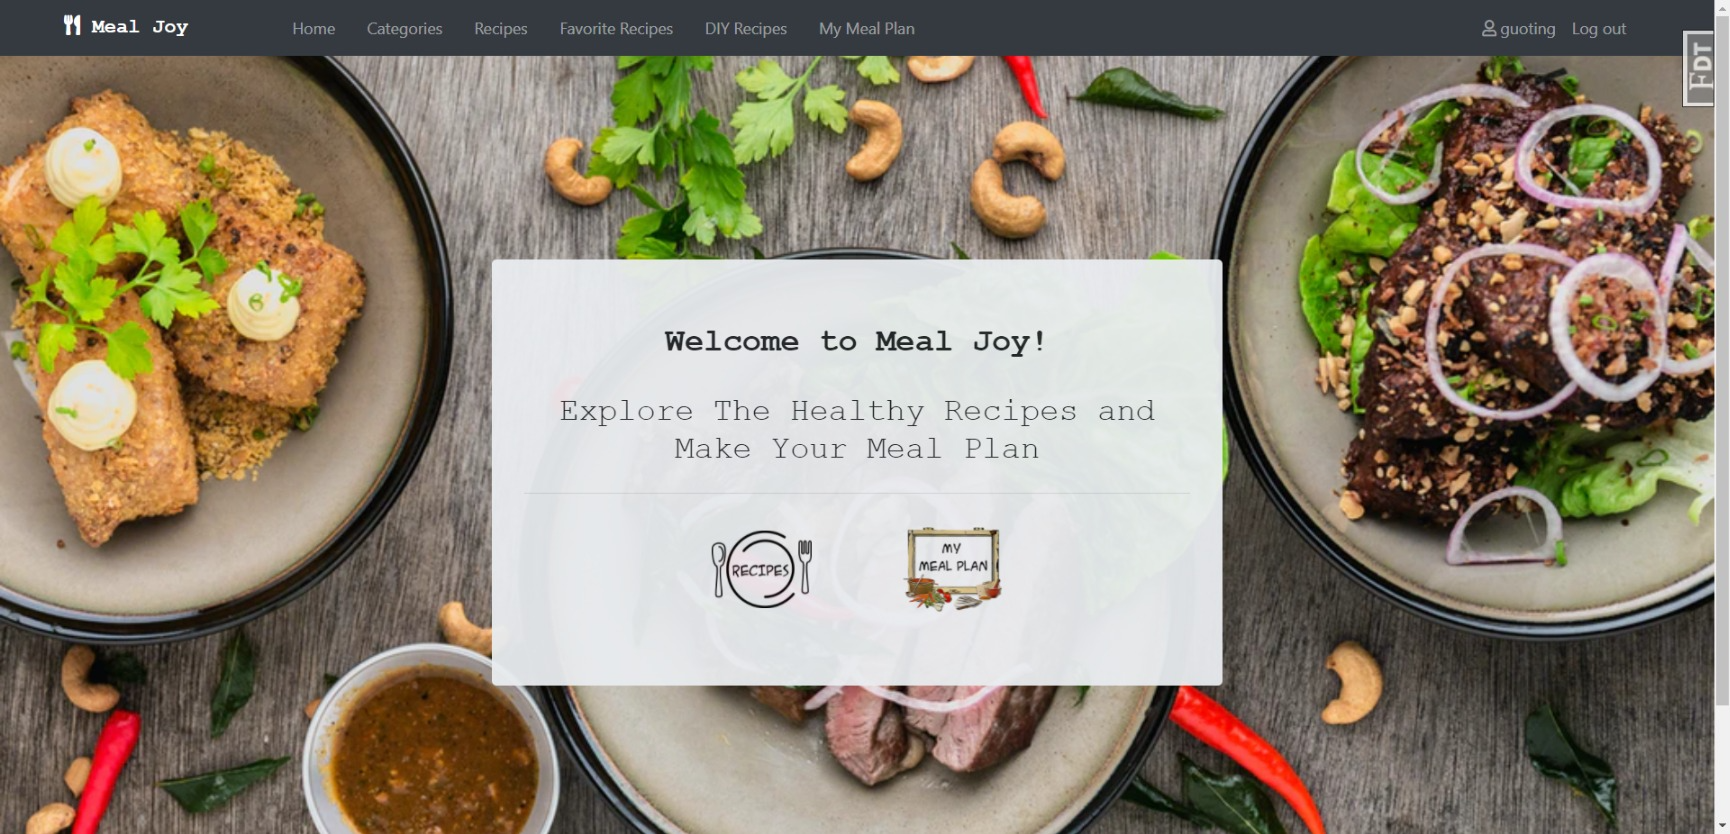 Meal Joy
Home Categories Recipes Favorite Recipes DIY Recipes My Meal Plan
guoting Log out
FDT
Welcome to Meal Joy!
Explore The Healthy Recipes and
Make Your Meal Plan
RECIPES
MY
MEAL PLAN